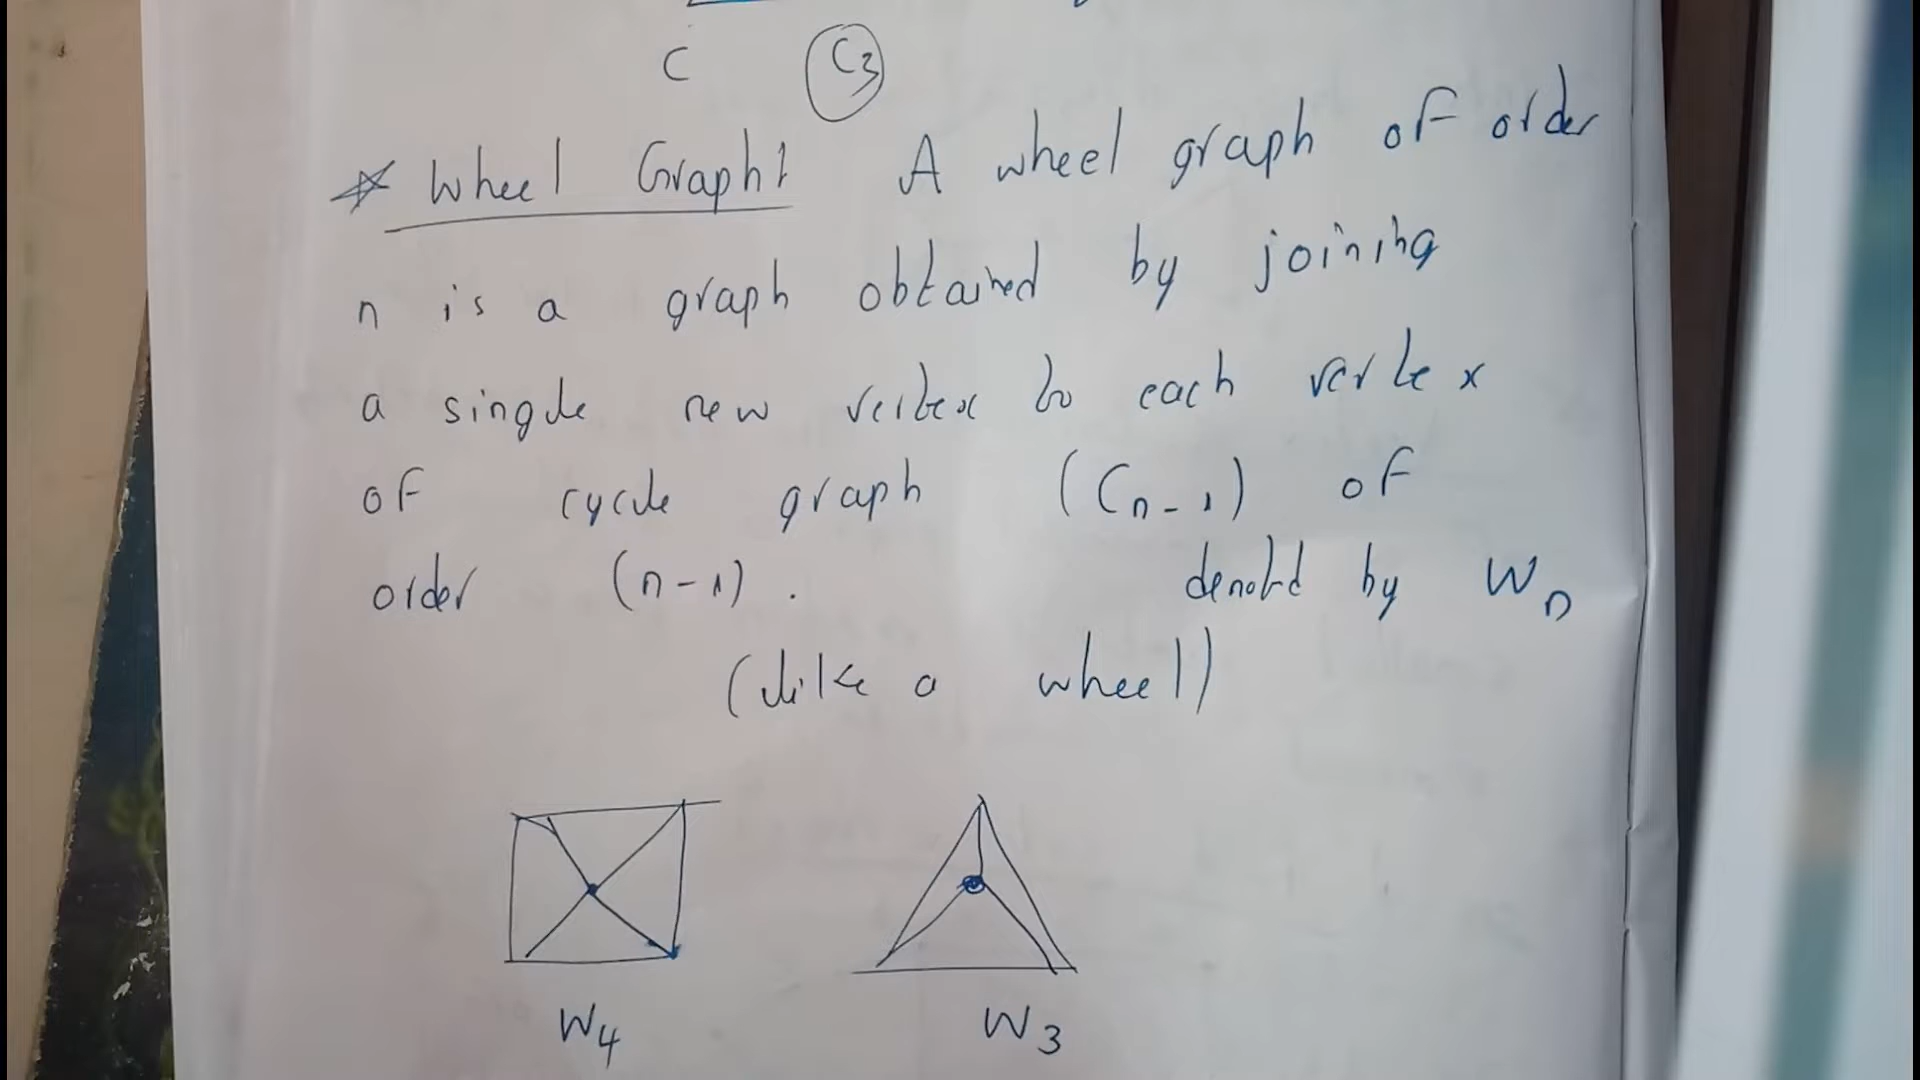 C C3
* Wheel Graph: A wheel graph of order
n is a graph obtained by joining
a single new vertex to each vertex
of cycle graph (Cn-1) of
order (n-1). denoted by Wn
(like a wheel)
W4 W3